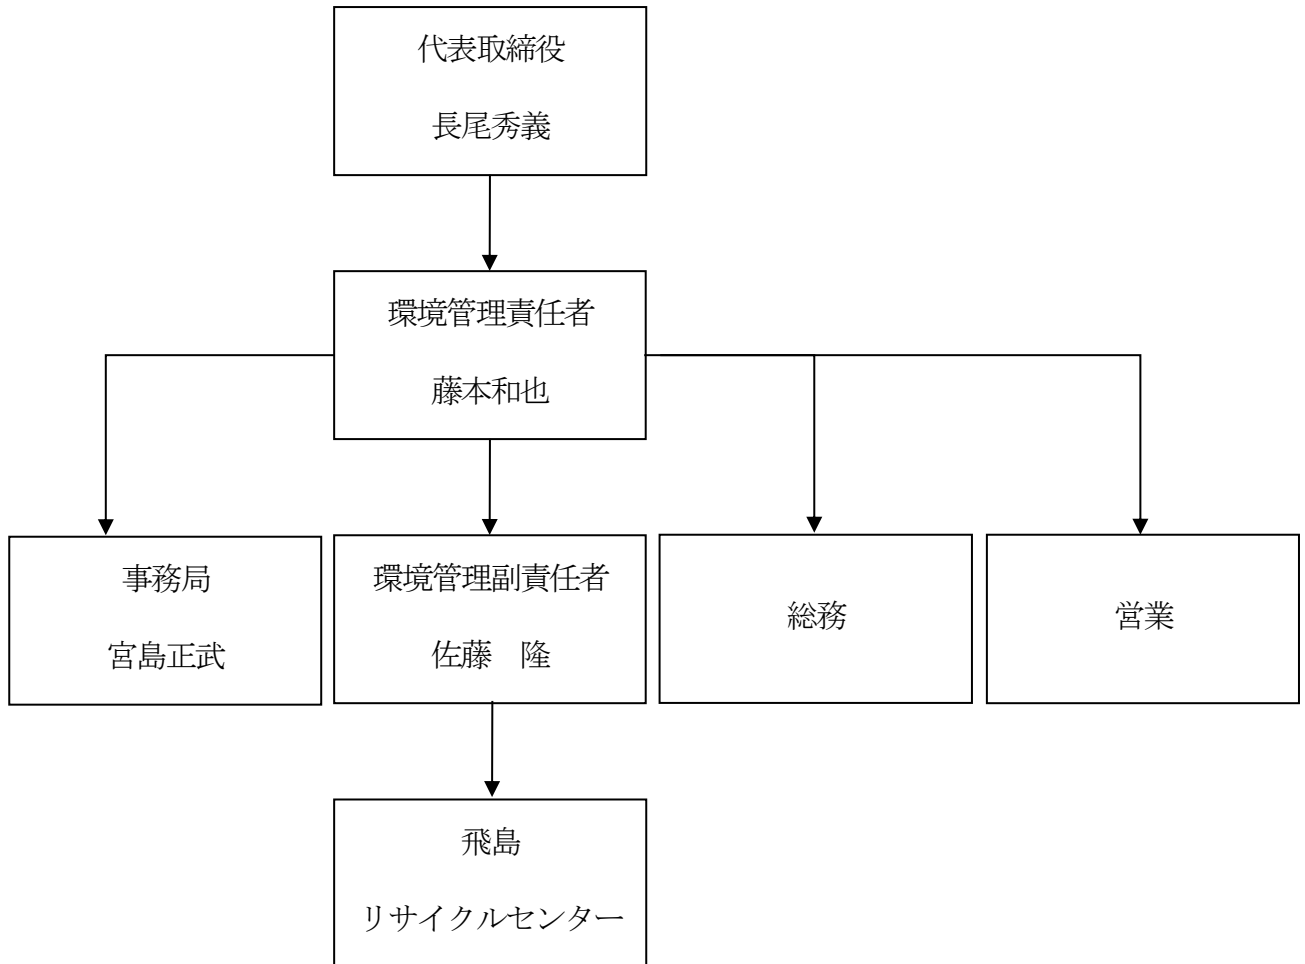 代表取締役
長尾秀義
環境管理責任者
藤本和也
事務局
宮島正武
環境管理副責任者
佐藤　隆
総務
営業
飛島
リサイクルセンター